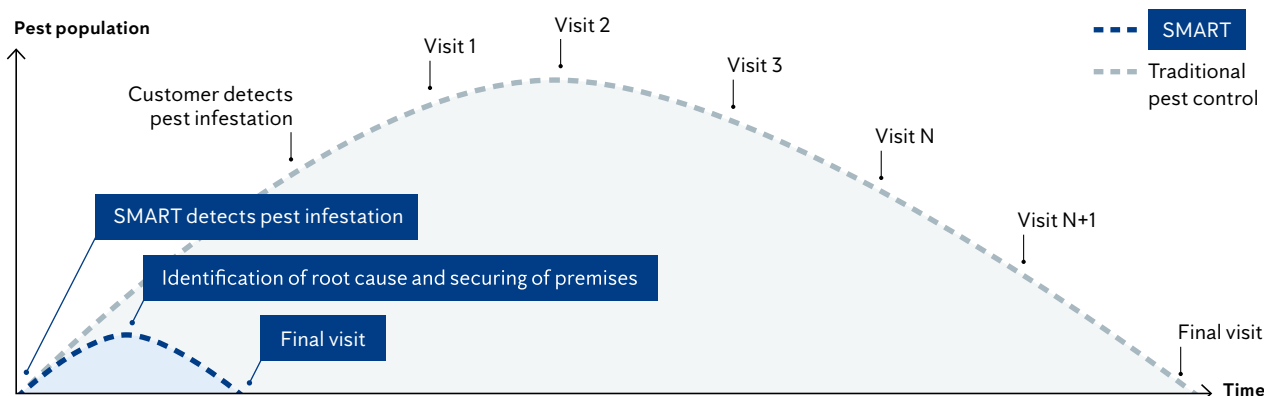 Pest population
Visit 1
Visit 2
Visit 3
Visit N
Visit N+1
Final visit
Customer detects
pest infestation
SMART
Traditional
pest control
SMART detects pest infestation
Identification of root cause and securing of premises
Final visit
Time